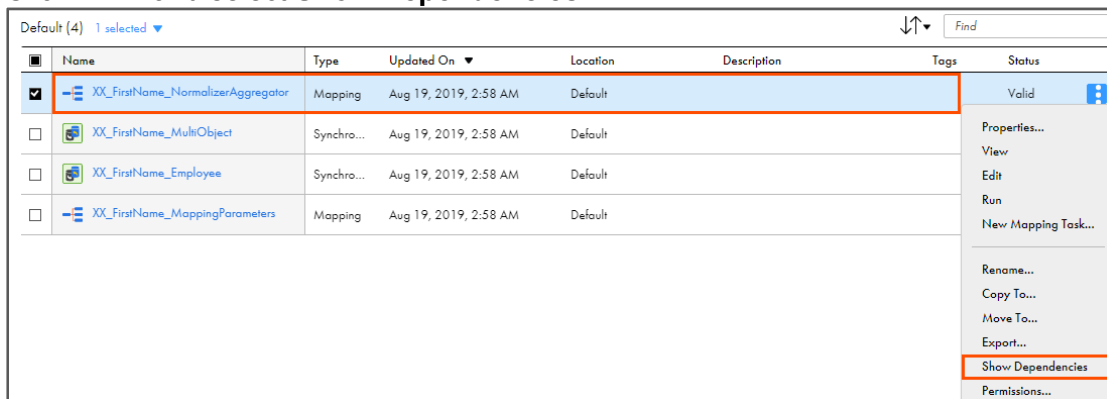 Default (4) 1 selected ▼ Find
Name Type Updated On ▼ Location Description Tags Status
XX_FirstName_NormalizerAggregator Mapping Aug 19, 2019, 2:58 AM Default Valid
XX_FirstName_MultiObject Synchro... Aug 19, 2019, 2:58 AM Default
XX_FirstName_Employee Synchro... Aug 19, 2019, 2:58 AM Default
XX_FirstName_MappingParameters Mapping Aug 19, 2019, 2:58 AM Default
Properties...
View
Edit
Run
New Mapping Task...
Rename...
Copy To...
Move To...
Export...
Show Dependencies
Permissions...